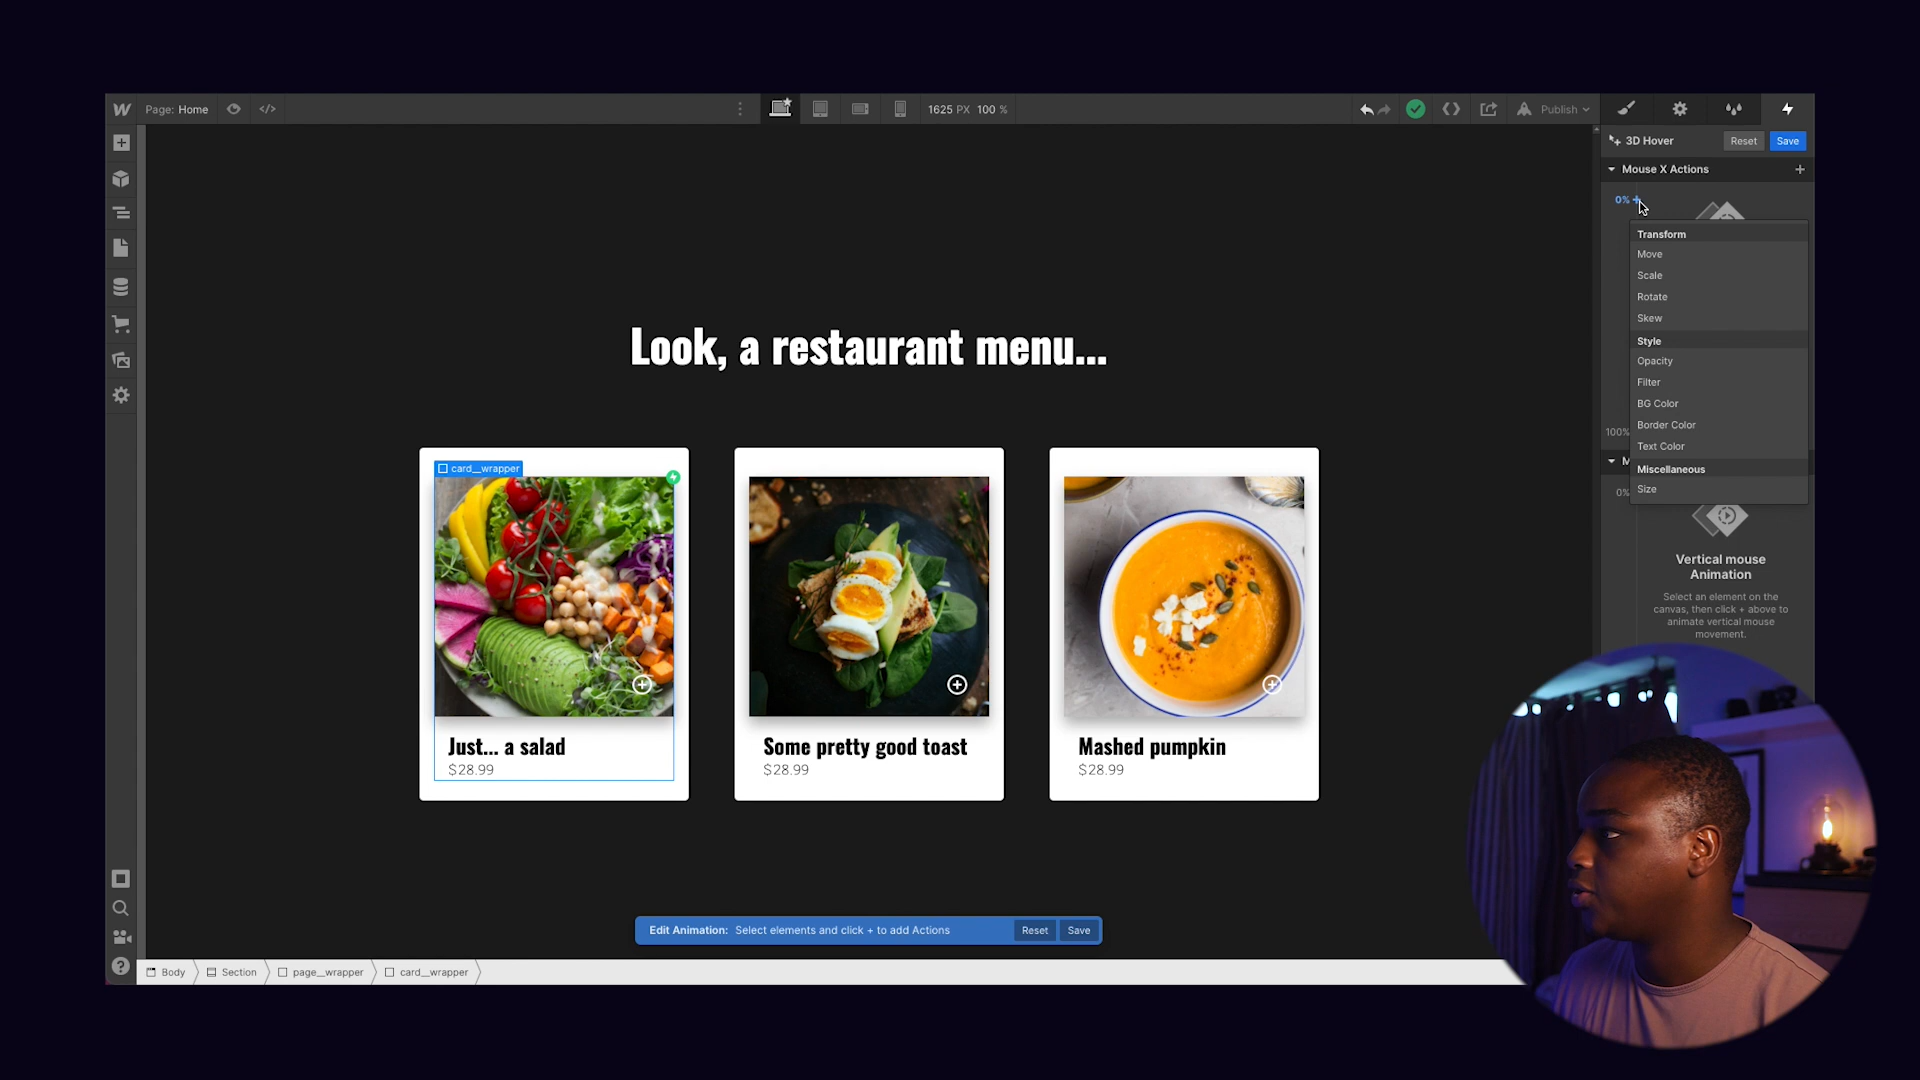 Page: Home
</>
1625 PX 100 %
Publish
3D Hover
Reset
Save
Mouse X Actions
0% +
Transform
Move
Scale
Rotate
Skew
Style
Opacity
Filter
BG Color
Border Color
100%
Text Color
M
Miscellaneous
0%
Size
Vertical mouse
Animation
Select an element on the
canvas, then click + above to
animate vertical mouse
movement.
Look, a restaurant menu...
card__wrapper
Just... a salad
$28.99
Some pretty good toast
$28.99
Mashed pumpkin
$28.99
Edit Animation: Select elements and click + to add Actions
Reset
Save
Body
Section
page__wrapper
card__wrapper